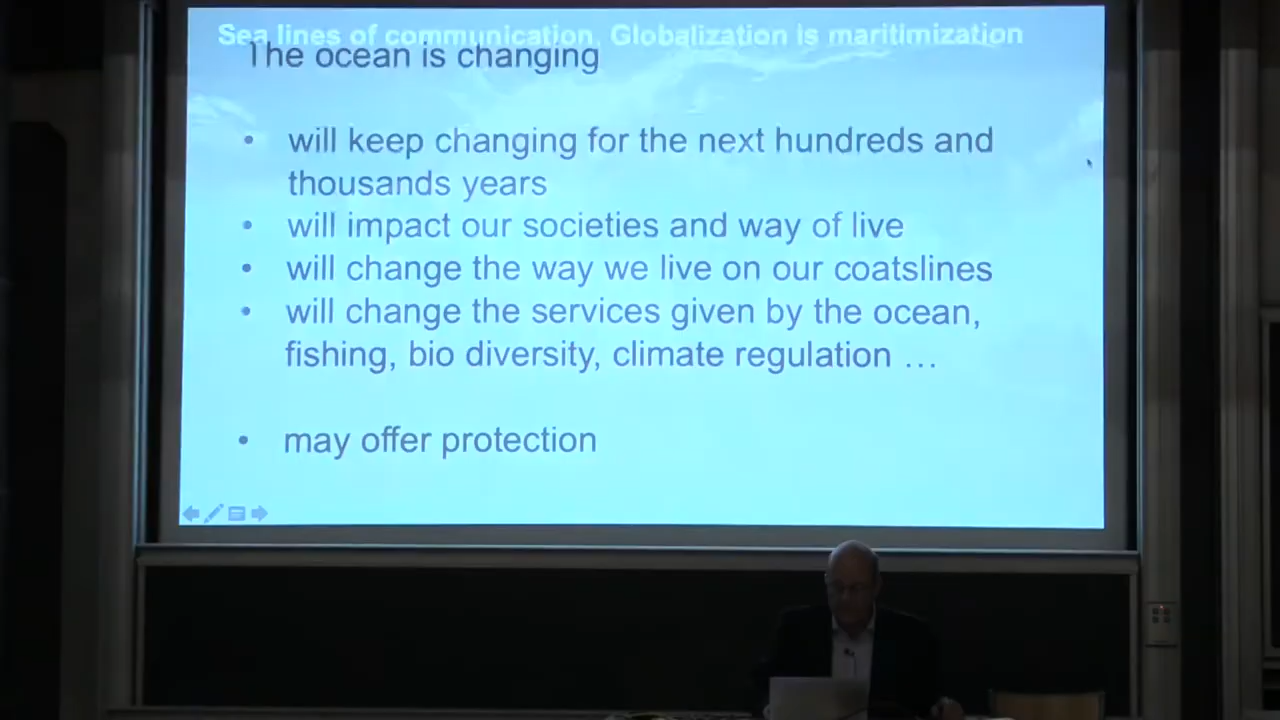 Sea lines of communication. Globalization is maritimization
The ocean is changing
• will keep changing for the next hundreds and
thousands years
• will impact our societies and way of live
• will change the way we live on our coatslines
• will change the services given by the ocean,
fishing, bio diversity, climate regulation …
• may offer protection